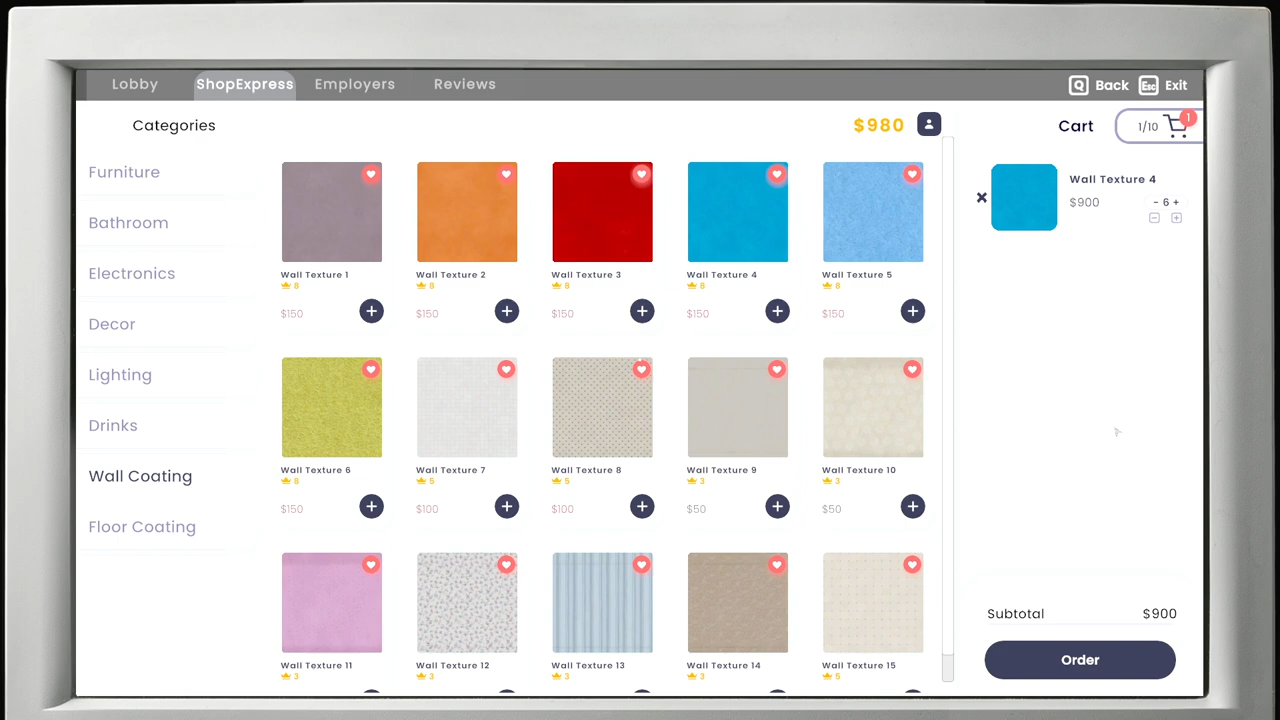 Lobby
ShopExpress
Employers
Reviews
Q Back Esc Exit
Categories
$980
Cart
1/10
1
Furniture
Bathroom
Electronics
Decor
Lighting
Drinks
Wall Coating
Floor Coating
Wall Texture 1
8
$150
Wall Texture 2
8
$150
Wall Texture 3
8
$150
Wall Texture 4
8
$150
Wall Texture 5
8
$150
Wall Texture 6
8
$150
Wall Texture 7
5
$100
Wall Texture 8
5
$100
Wall Texture 9
3
$50
Wall Texture 10
3
$50
Wall Texture 11
3
Wall Texture 12
3
Wall Texture 13
3
Wall Texture 14
3
Wall Texture 15
5
Wall Texture 4
$900
- 6 +
Subtotal $900
Order